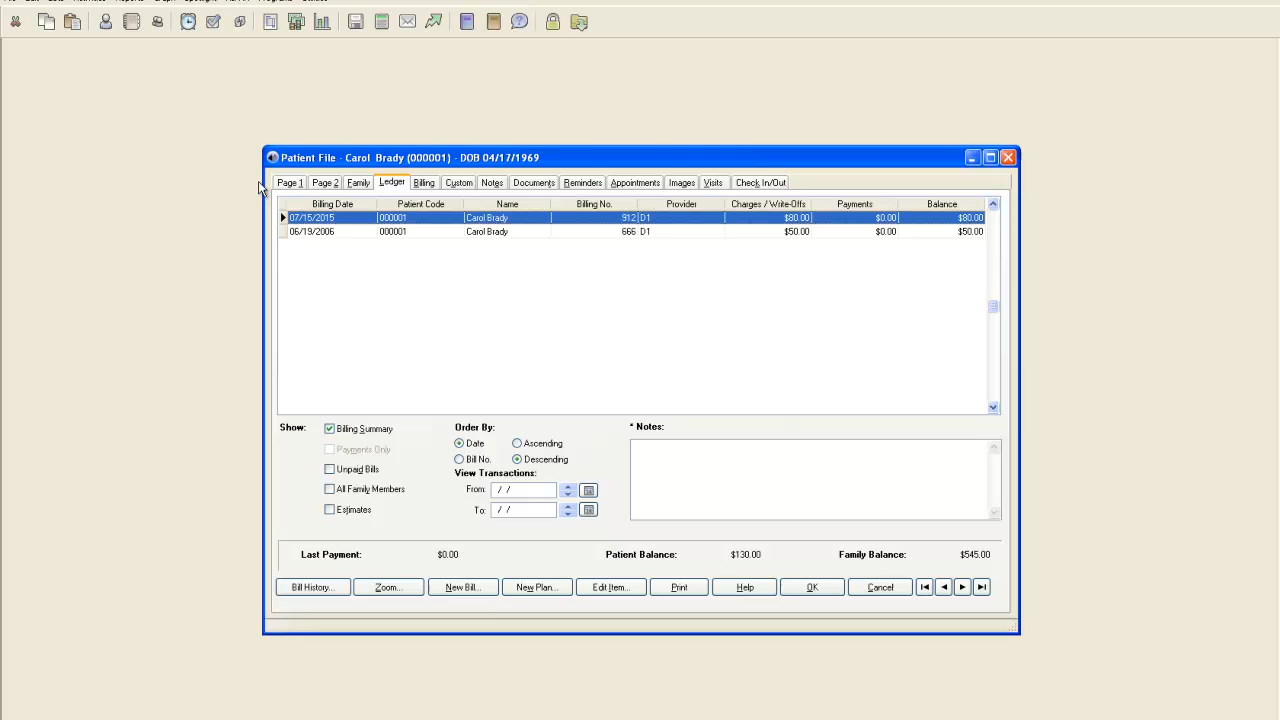 Patient File - Carol Brady (000001) - DOB 04/17/1969
Page 1 Page 2 Family Ledger Billing Custom Notes Documents Reminders Appointments Images Visits Check In/Out
Billing Date Patient Code Name Billing No. Provider Charges / Write-Offs Payments Balance
07/15/2015 000001 Carol Brady 912 D1 $80.00 $0.00 $80.00
06/19/2006 000001 Carol Brady 666 D1 $50.00 $0.00 $50.00
Show: Billing Summary Order By: * Notes:
Payments Only Date Ascending
Unpaid Bills Bill No. Descending
View Transactions:
All Family Members From: / /
Estimates To: / /
Last Payment: $0.00 Patient Balance: $130.00 Family Balance: $545.00
Bill History... Zoom... New Bill... New Plan... Edit Item... Print Help OK Cancel